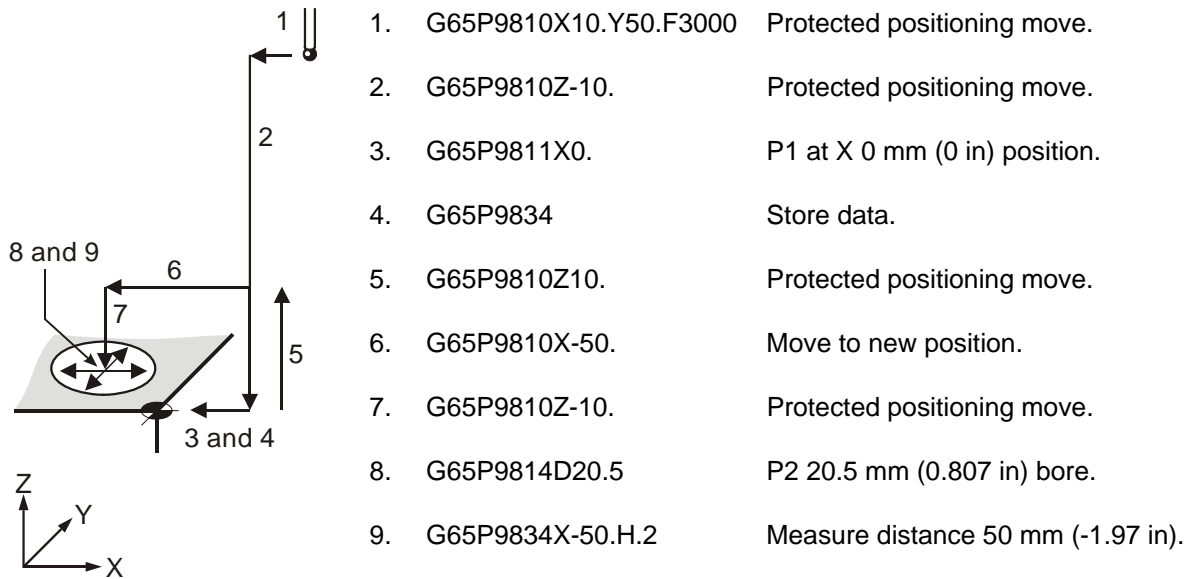 1
1. G65P9810X10.Y50.F3000 Protected positioning move.
2. G65P9810Z-10. Protected positioning move.
2
3. G65P9811X0. P1 at X 0 mm (0 in) position.
4. G65P9834 Store data.
8 and 9
6
5. G65P9810Z10. Protected positioning move.
7
5
6. G65P9810X-50. Move to new position.
3 and 4
7. G65P9810Z-10. Protected positioning move.
Z
8. G65P9814D20.5 P2 20.5 mm (0.807 in) bore.
Y
9. G65P9834X-50.H.2 Measure distance 50 mm (-1.97 in).
X